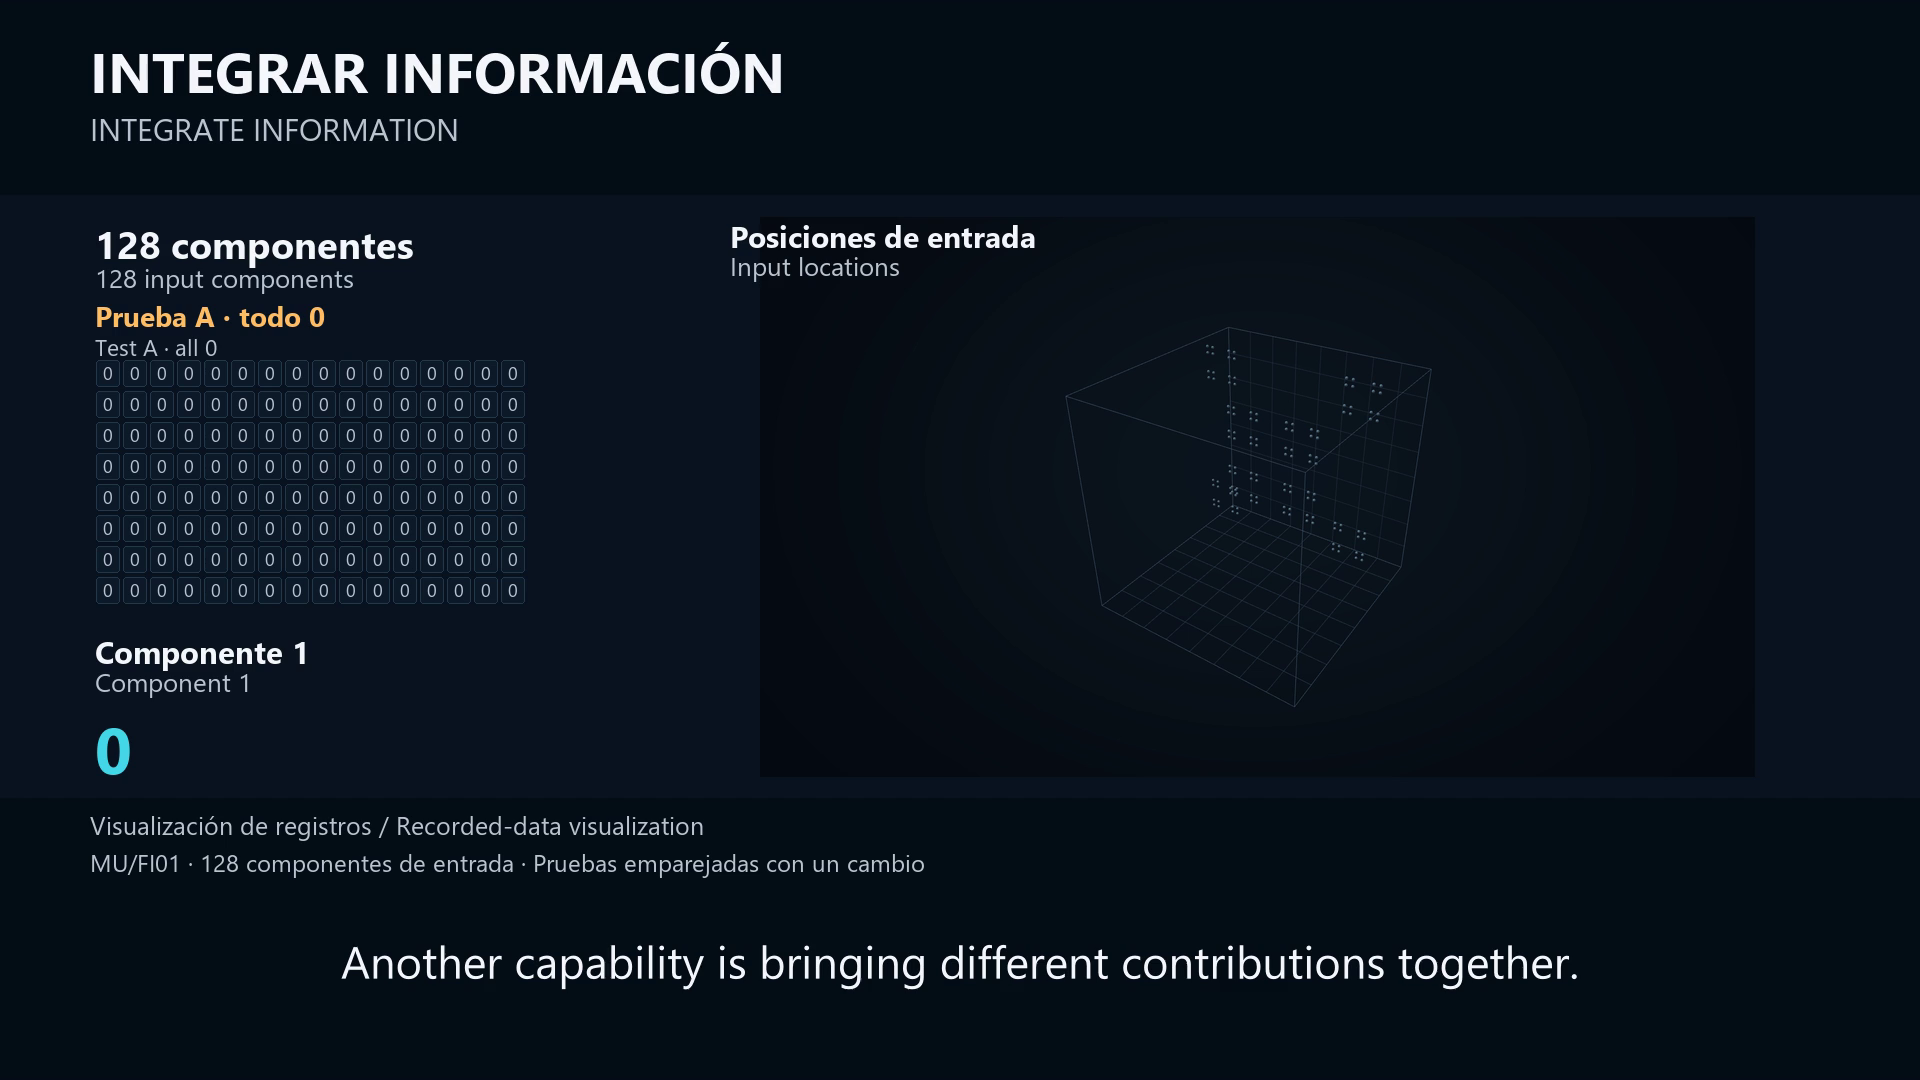 INTEGRAR INFORMACIÓN
INTEGRATE INFORMATION
128 componentes
128 input components
Prueba A · todo 0
Test A · all 0
0 0 0 0 0 0 0 0 0 0 0 0 0 0 0 0
0 0 0 0 0 0 0 0 0 0 0 0 0 0 0 0
0 0 0 0 0 0 0 0 0 0 0 0 0 0 0 0
0 0 0 0 0 0 0 0 0 0 0 0 0 0 0 0
0 0 0 0 0 0 0 0 0 0 0 0 0 0 0 0
0 0 0 0 0 0 0 0 0 0 0 0 0 0 0 0
0 0 0 0 0 0 0 0 0 0 0 0 0 0 0 0
0 0 0 0 0 0 0 0 0 0 0 0 0 0 0 0
Componente 1
Component 1
0
Posiciones de entrada
Input locations
Visualización de registros / Recorded-data visualization
MU/FI01 · 128 componentes de entrada · Pruebas emparejadas con un cambio
Another capability is bringing different contributions together.